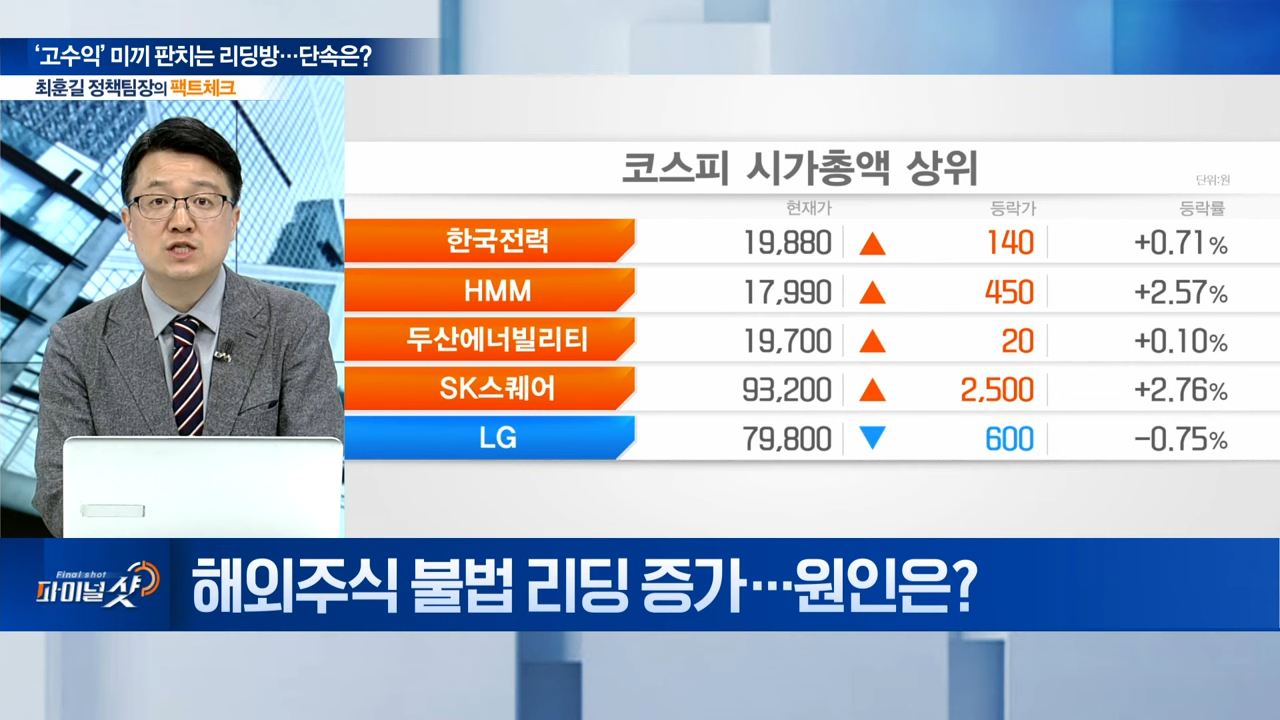 ‘고수익’ 미끼 판치는 리딩방…단속은?
최훈길 정책팀장의 팩트체크
코스피 시가총액 상위
단위:원
현재가 등락가 등락률
한국전력 19,880 ▲ 140 +0.71%
HMM 17,990 ▲ 450 +2.57%
두산에너빌리티 19,700 ▲ 20 +0.10%
SK스퀘어 93,200 ▲ 2,500 +2.76%
LG 79,800 ▼ 600 -0.75%
Final shot
파이널 샷
해외주식 불법 리딩 증가…원인은?